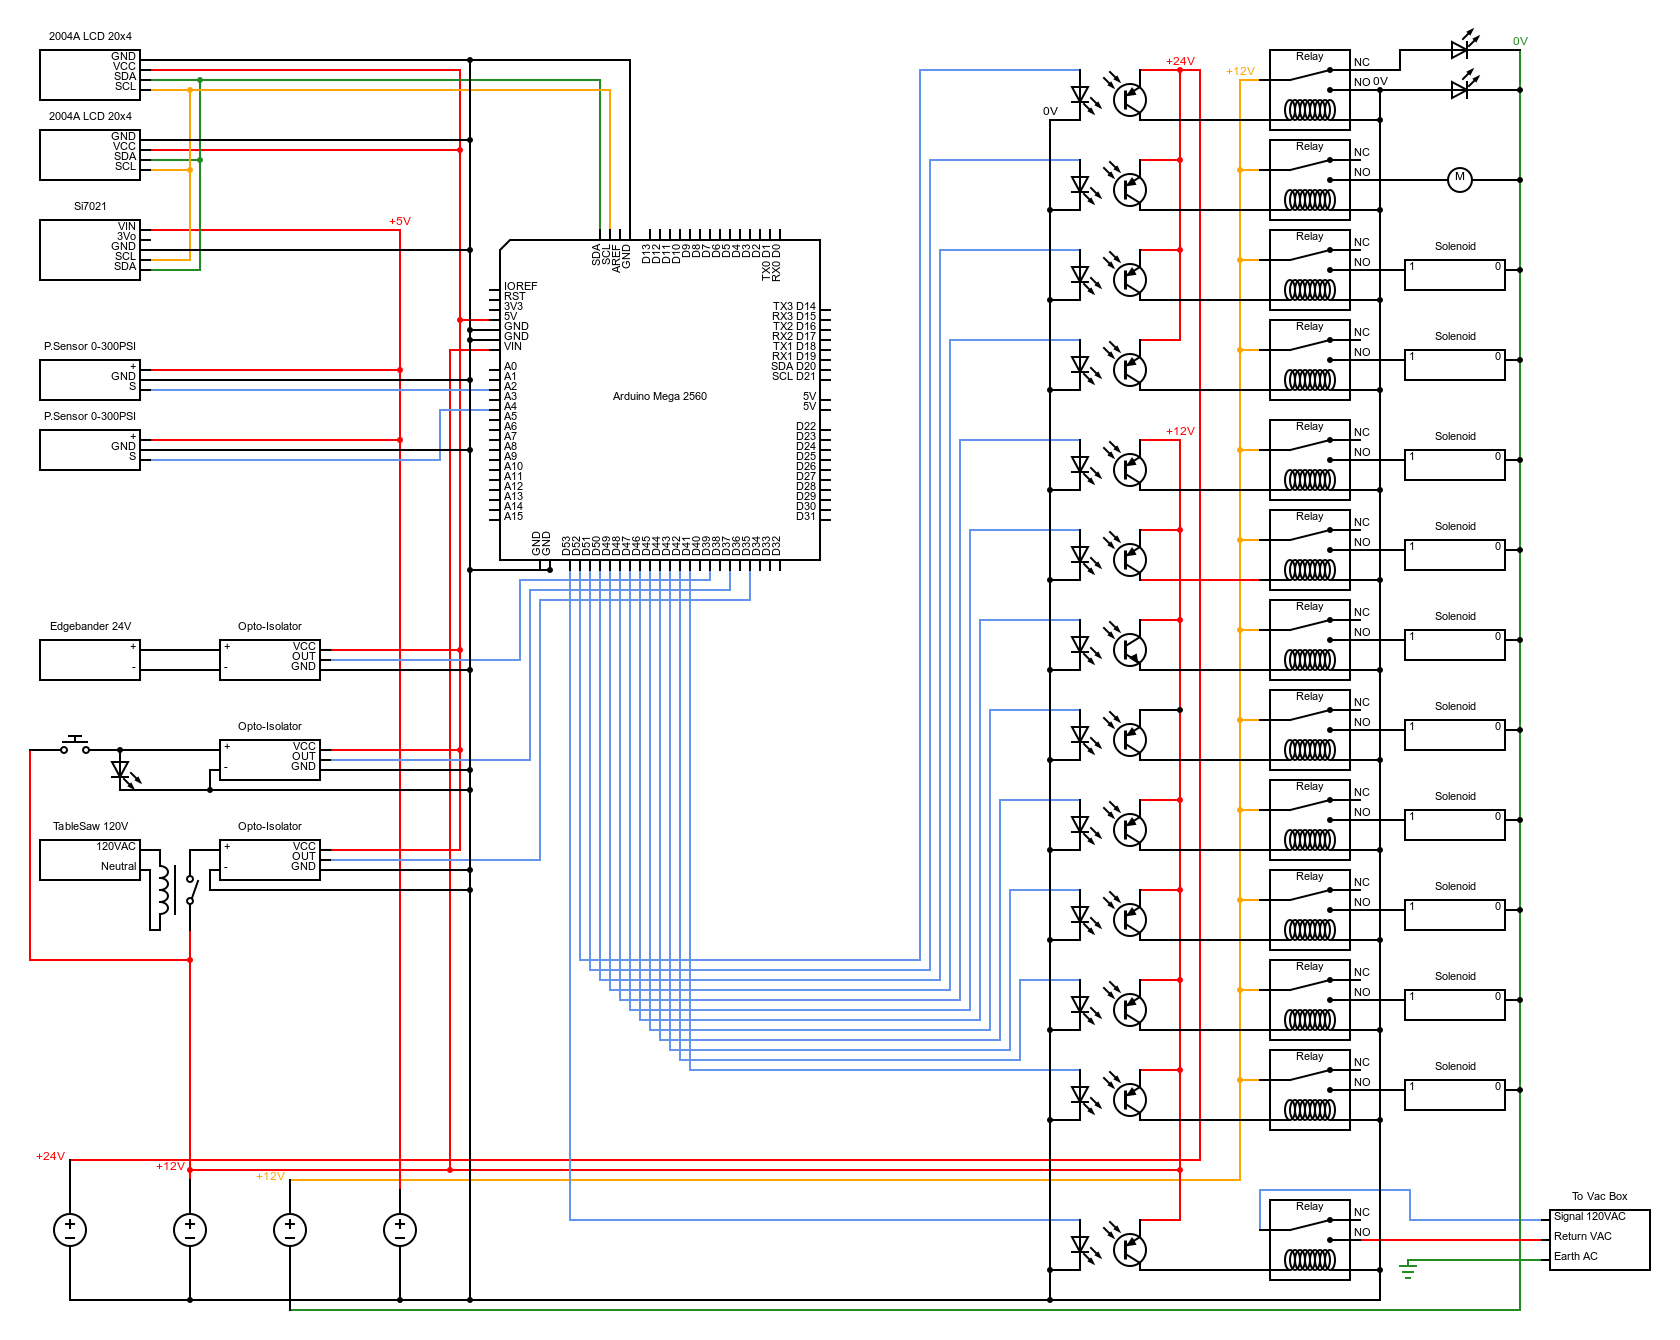 2004A LCD 20x4
GND
VCC
SDA
SCL
2004A LCD 20x4
GND
VCC
SDA
SCL
Si7021
VIN
3Vo
GND
SCL
SDA
+5V
P.Sensor 0-300PSI
+
GND
S
P.Sensor 0-300PSI
+
GND
S
SDA
SCL
AREF
GND
D13
D12
D11
D10
D9
D8
D7
D6
D5
D4
D3
D2
TX0 D1
RX0 D0
IOREF
RST
3V3
5V
GND
GND
VIN
A0
A1
A2
A3
A4
A5
A6
A7
A8
A9
A10
A11
A12
A13
A14
A15
Arduino Mega 2560
TX3 D14
RX3 D15
TX2 D16
RX2 D17
TX1 D18
RX1 D19
SDA D20
SCL D21
5V
5V
D22
D23
D24
D25
D26
D27
D28
D29
D30
D31
GND
GND
D53
D52
D51
D50
D49
D48
D47
D46
D45
D44
D43
D42
D41
D40
D39
D38
D37
D36
D35
D34
D33
D32
Edgebander 24V
+
-
Opto-Isolator
+
-
VCC
OUT
GND
Opto-Isolator
+
-
VCC
OUT
GND
TableSaw 120V
120VAC
Neutral
Opto-Isolator
+
-
VCC
OUT
GND
+24V
+12V
+12V
0V
+24V
+12V
+12V
0V
0V
Relay
NC
NO
Relay
NC
NO
M
Relay
NC
NO
Solenoid
1 0
Relay
NC
NO
Solenoid
1 0
Relay
NC
NO
Solenoid
1 0
Relay
NC
NO
Solenoid
1 0
Relay
NC
NO
Solenoid
1 0
Relay
NC
NO
Solenoid
1 0
Relay
NC
NO
Solenoid
1 0
Relay
NC
NO
Solenoid
1 0
Relay
NC
NO
Solenoid
1 0
Relay
NC
NO
Solenoid
1 0
Relay
NC
NO
To Vac Box
Signal 120VAC
Return VAC
Earth AC